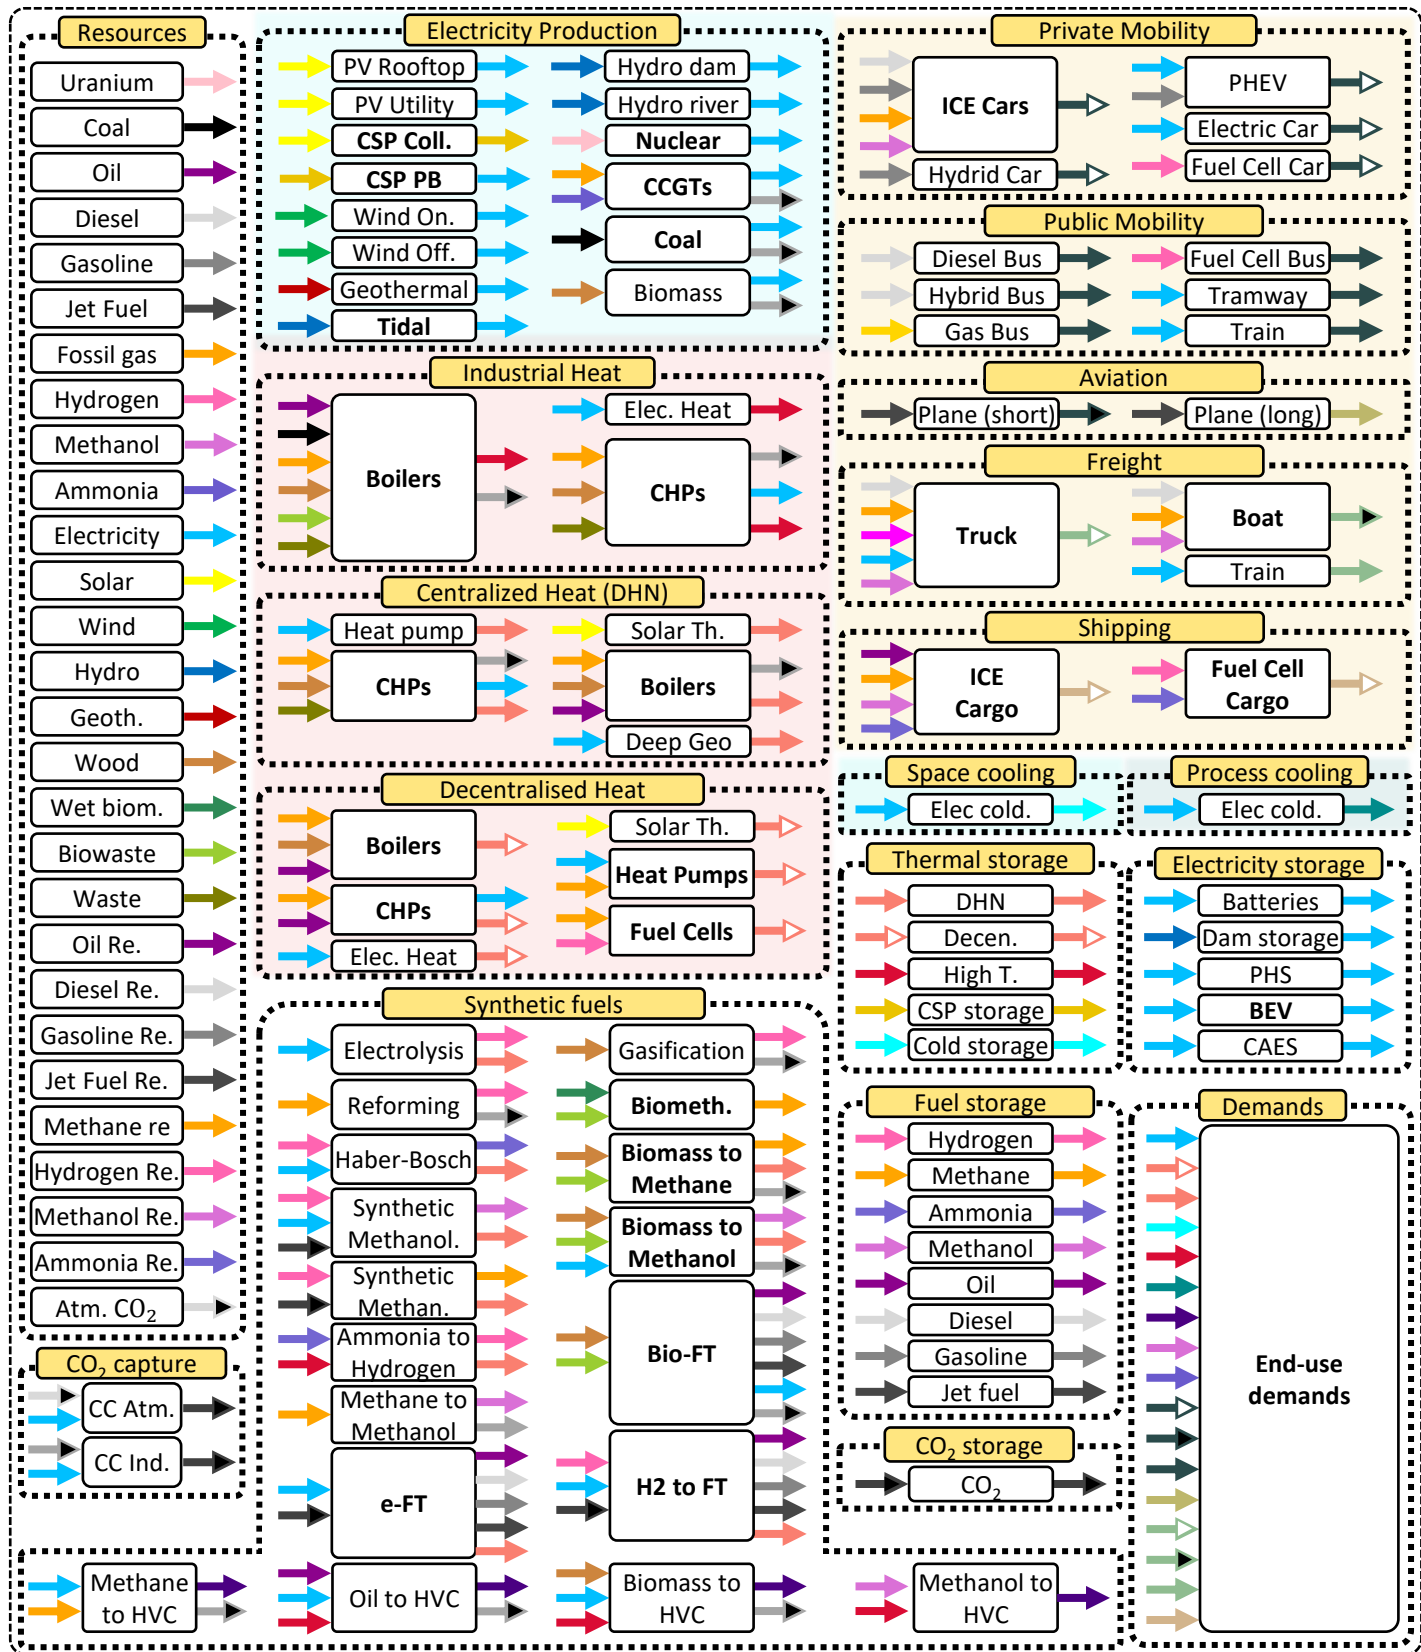 Resources
Uranium
Coal
Oil
Diesel
Gasoline
Jet Fuel
Fossil gas
Hydrogen
Methanol
Ammonia
Electricity
Solar
Wind
Hydro
Geoth.
Wood
Wet biom.
Biowaste
Waste
Oil Re.
Diesel Re.
Gasoline Re.
Jet Fuel Re.
Methane re
Hydrogen Re.
Methanol Re.
Ammonia Re.
Atm. CO₂
CO₂ capture
CC Atm.
CC Ind.
Electricity Production
PV Rooftop
PV Utility
CSP Coll.
CSP PB
Wind On.
Wind Off.
Geothermal
Tidal
Hydro dam
Hydro river
Nuclear
CCGTs
Coal
Biomass
Industrial Heat
Boilers
Elec. Heat
CHPs
Centralized Heat (DHN)
Heat pump
CHPs
Solar Th.
Boilers
Deep Geo
Decentralised Heat
Boilers
CHPs
Elec. Heat
Solar Th.
Heat Pumps
Fuel Cells
Synthetic fuels
Electrolysis
Reforming
Haber-Bosch
Synthetic
Methanol.
Synthetic
Methan.
Ammonia to
Hydrogen
Methane to
Methanol
e-FT
Gasification
Biometh.
Biomass to
Methane
Biomass to
Methanol
Bio-FT
H2 to FT
Methane
to HVC
Oil to HVC
Biomass to
HVC
Methanol to
HVC
Private Mobility
ICE Cars
Hydrid Car
PHEV
Electric Car
Fuel Cell Car
Public Mobility
Diesel Bus
Hybrid Bus
Gas Bus
Fuel Cell Bus
Tramway
Train
Aviation
Plane (short)
Plane (long)
Freight
Truck
Boat
Train
Shipping
ICE
Cargo
Fuel Cell
Cargo
Space cooling
Elec cold.
Process cooling
Elec cold.
Thermal storage
DHN
Decen.
High T.
CSP storage
Cold storage
Electricity storage
Batteries
Dam storage
PHS
BEV
CAES
Fuel storage
Hydrogen
Methane
Ammonia
Methanol
Oil
Diesel
Gasoline
Jet fuel
CO₂ storage
CO₂
Demands
End-use
demands